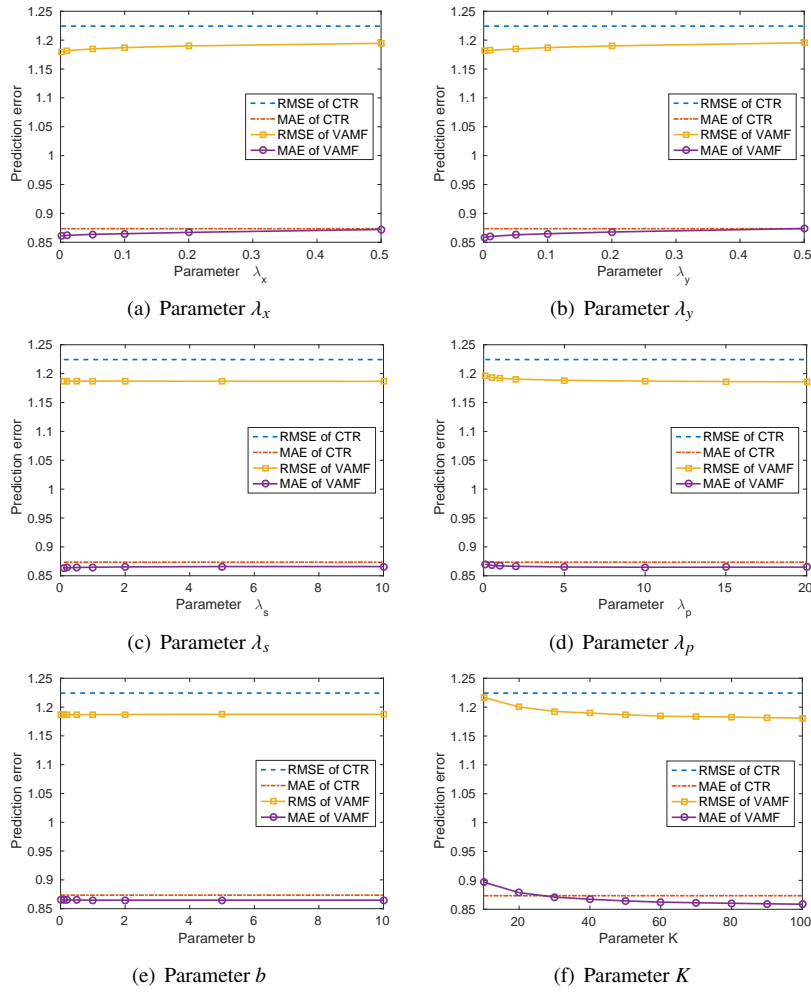 1.25
1.2
1.15
1.1
1.05
1
0.95
0.9
0.85
Prediction error
RMSE of CTR
MAE of CTR
RMSE of VAMF
MAE of VAMF
0 0.1 0.2 0.3 0.4 0.5
Parameter λx
(a) Parameter λx
1.25
1.2
1.15
1.1
1.05
1
0.95
0.9
0.85
Prediction error
RMSE of CTR
MAE of CTR
RMSE of VAMF
MAE of VAMF
0 0.1 0.2 0.3 0.4 0.5
Parameter λy
(b) Parameter λy
1.25
1.2
1.15
1.1
1.05
1
0.95
0.9
0.85
Prediction error
RMSE of CTR
MAE of CTR
RMSE of VAMF
MAE of VAMF
0 2 4 6 8 10
Parameter λs
(c) Parameter λs
1.25
1.2
1.15
1.1
1.05
1
0.95
0.9
0.85
Prediction error
RMSE of CTR
MAE of CTR
RMSE of VAMF
MAE of VAMF
0 5 10 15 20
Parameter λp
(d) Parameter λp
1.25
1.2
1.15
1.1
1.05
1
0.95
0.9
0.85
Prediction error
RMSE of CTR
MAE of CTR
RMS of VAMF
MAE of VAMF
0 2 4 6 8 10
Parameter b
(e) Parameter b
1.25
1.2
1.15
1.1
1.05
1
0.95
0.9
0.85
Prediction error
RMSE of CTR
MAE of CTR
RMSE of VAMF
MAE of VAMF
20 40 60 80 100
Parameter K
(f) Parameter K